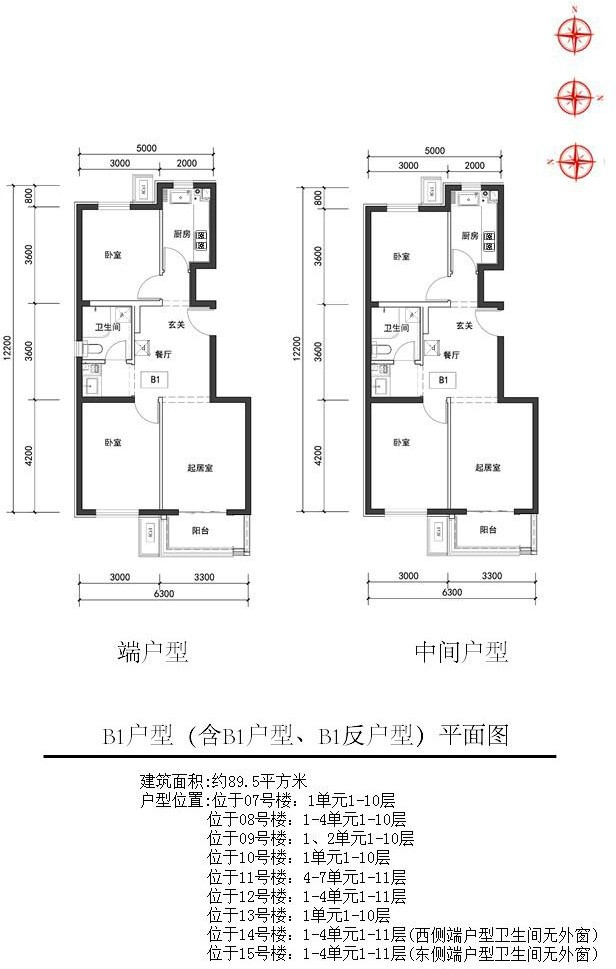 N
N
N
5000
3000 2000
800
3600
3600
4200
12200
卧室
厨房
卫生间
玄关
餐厅
B1
卧室
起居室
阳台
3000 3300
6300
端户型
5000
3000 2000
800
3600
3600
4200
12200
卧室
厨房
卫生间
玄关
餐厅
B1
卧室
起居室
阳台
3000 3300
6300
中间户型
B1户型（含B1户型、B1反户型）平面图
建筑面积:约89.5平方米
户型位置:位于07号楼：1单元1-10层
位于08号楼：1-4单元1-10层
位于09号楼：1、2单元1-10层
位于10号楼：1单元1-10层
位于11号楼：4-7单元1-11层
位于12号楼：1-4单元1-11层
位于13号楼：1单元1-10层
位于14号楼：1-4单元1-11层(西侧端户型卫生间无外窗)
位于15号楼：1-4单元1-11层(东侧端户型卫生间无外窗)